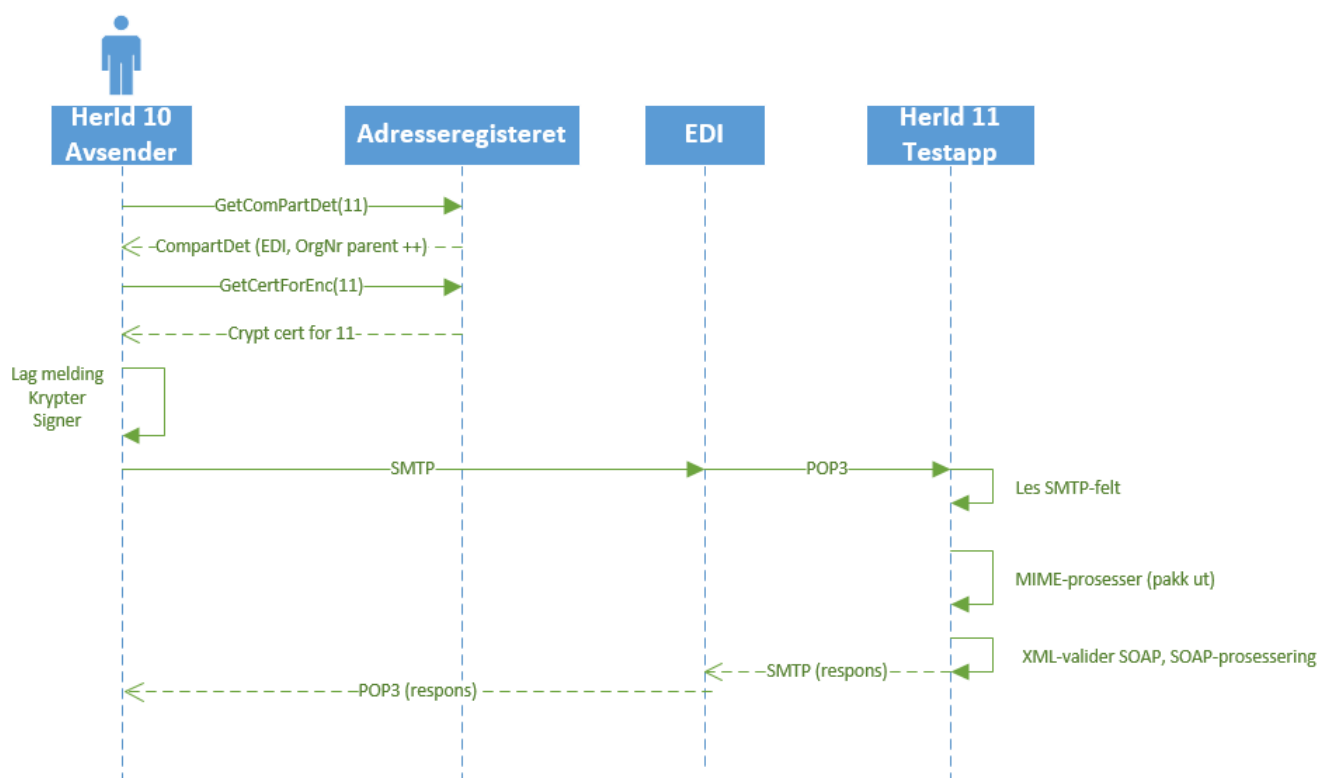 HerId 10
Avsender
Adresseregisteret
EDI
HerId 11
Testapp
GetComPartDet(11)
CompartDet (EDI, OrgNr parent ++)
GetCertForEnc(11)
Crypt cert for 11
Lag melding
Krypter
Signer
SMTP
POP3
Les SMTP-felt
MIME-prosesser (pakk ut)
XML-valider SOAP, SOAP-prosessering
SMTP (respons)
POP3 (respons)